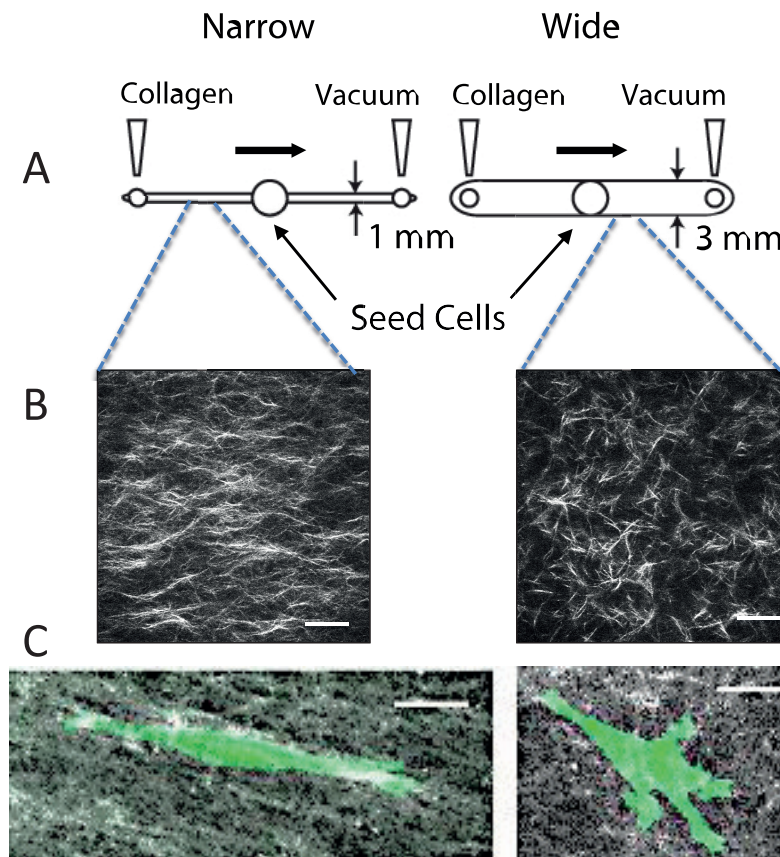 Narrow Wide
Collagen Vacuum Collagen Vacuum
A
1 mm 3 mm
Seed Cells
B
C